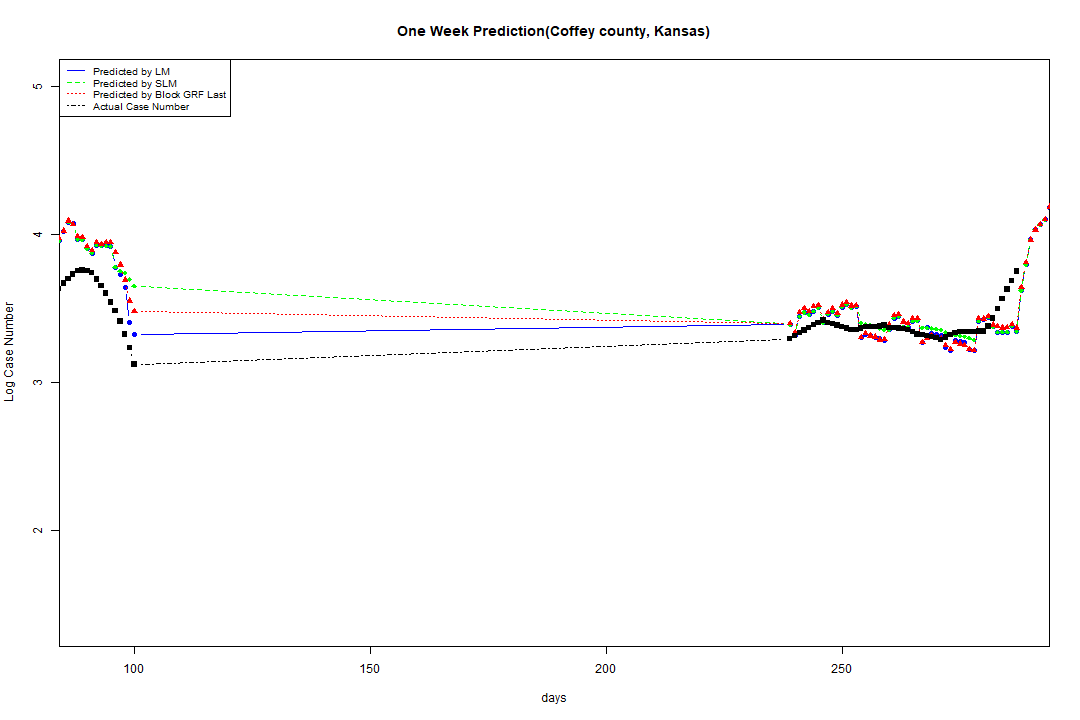 One Week Prediction(Coffey county, Kansas)
Predicted by LM
Predicted by SLM
Predicted by Block GRF Last
Actual Case Number
5
4
3
2
Log Case Number
100 150 200 250
days